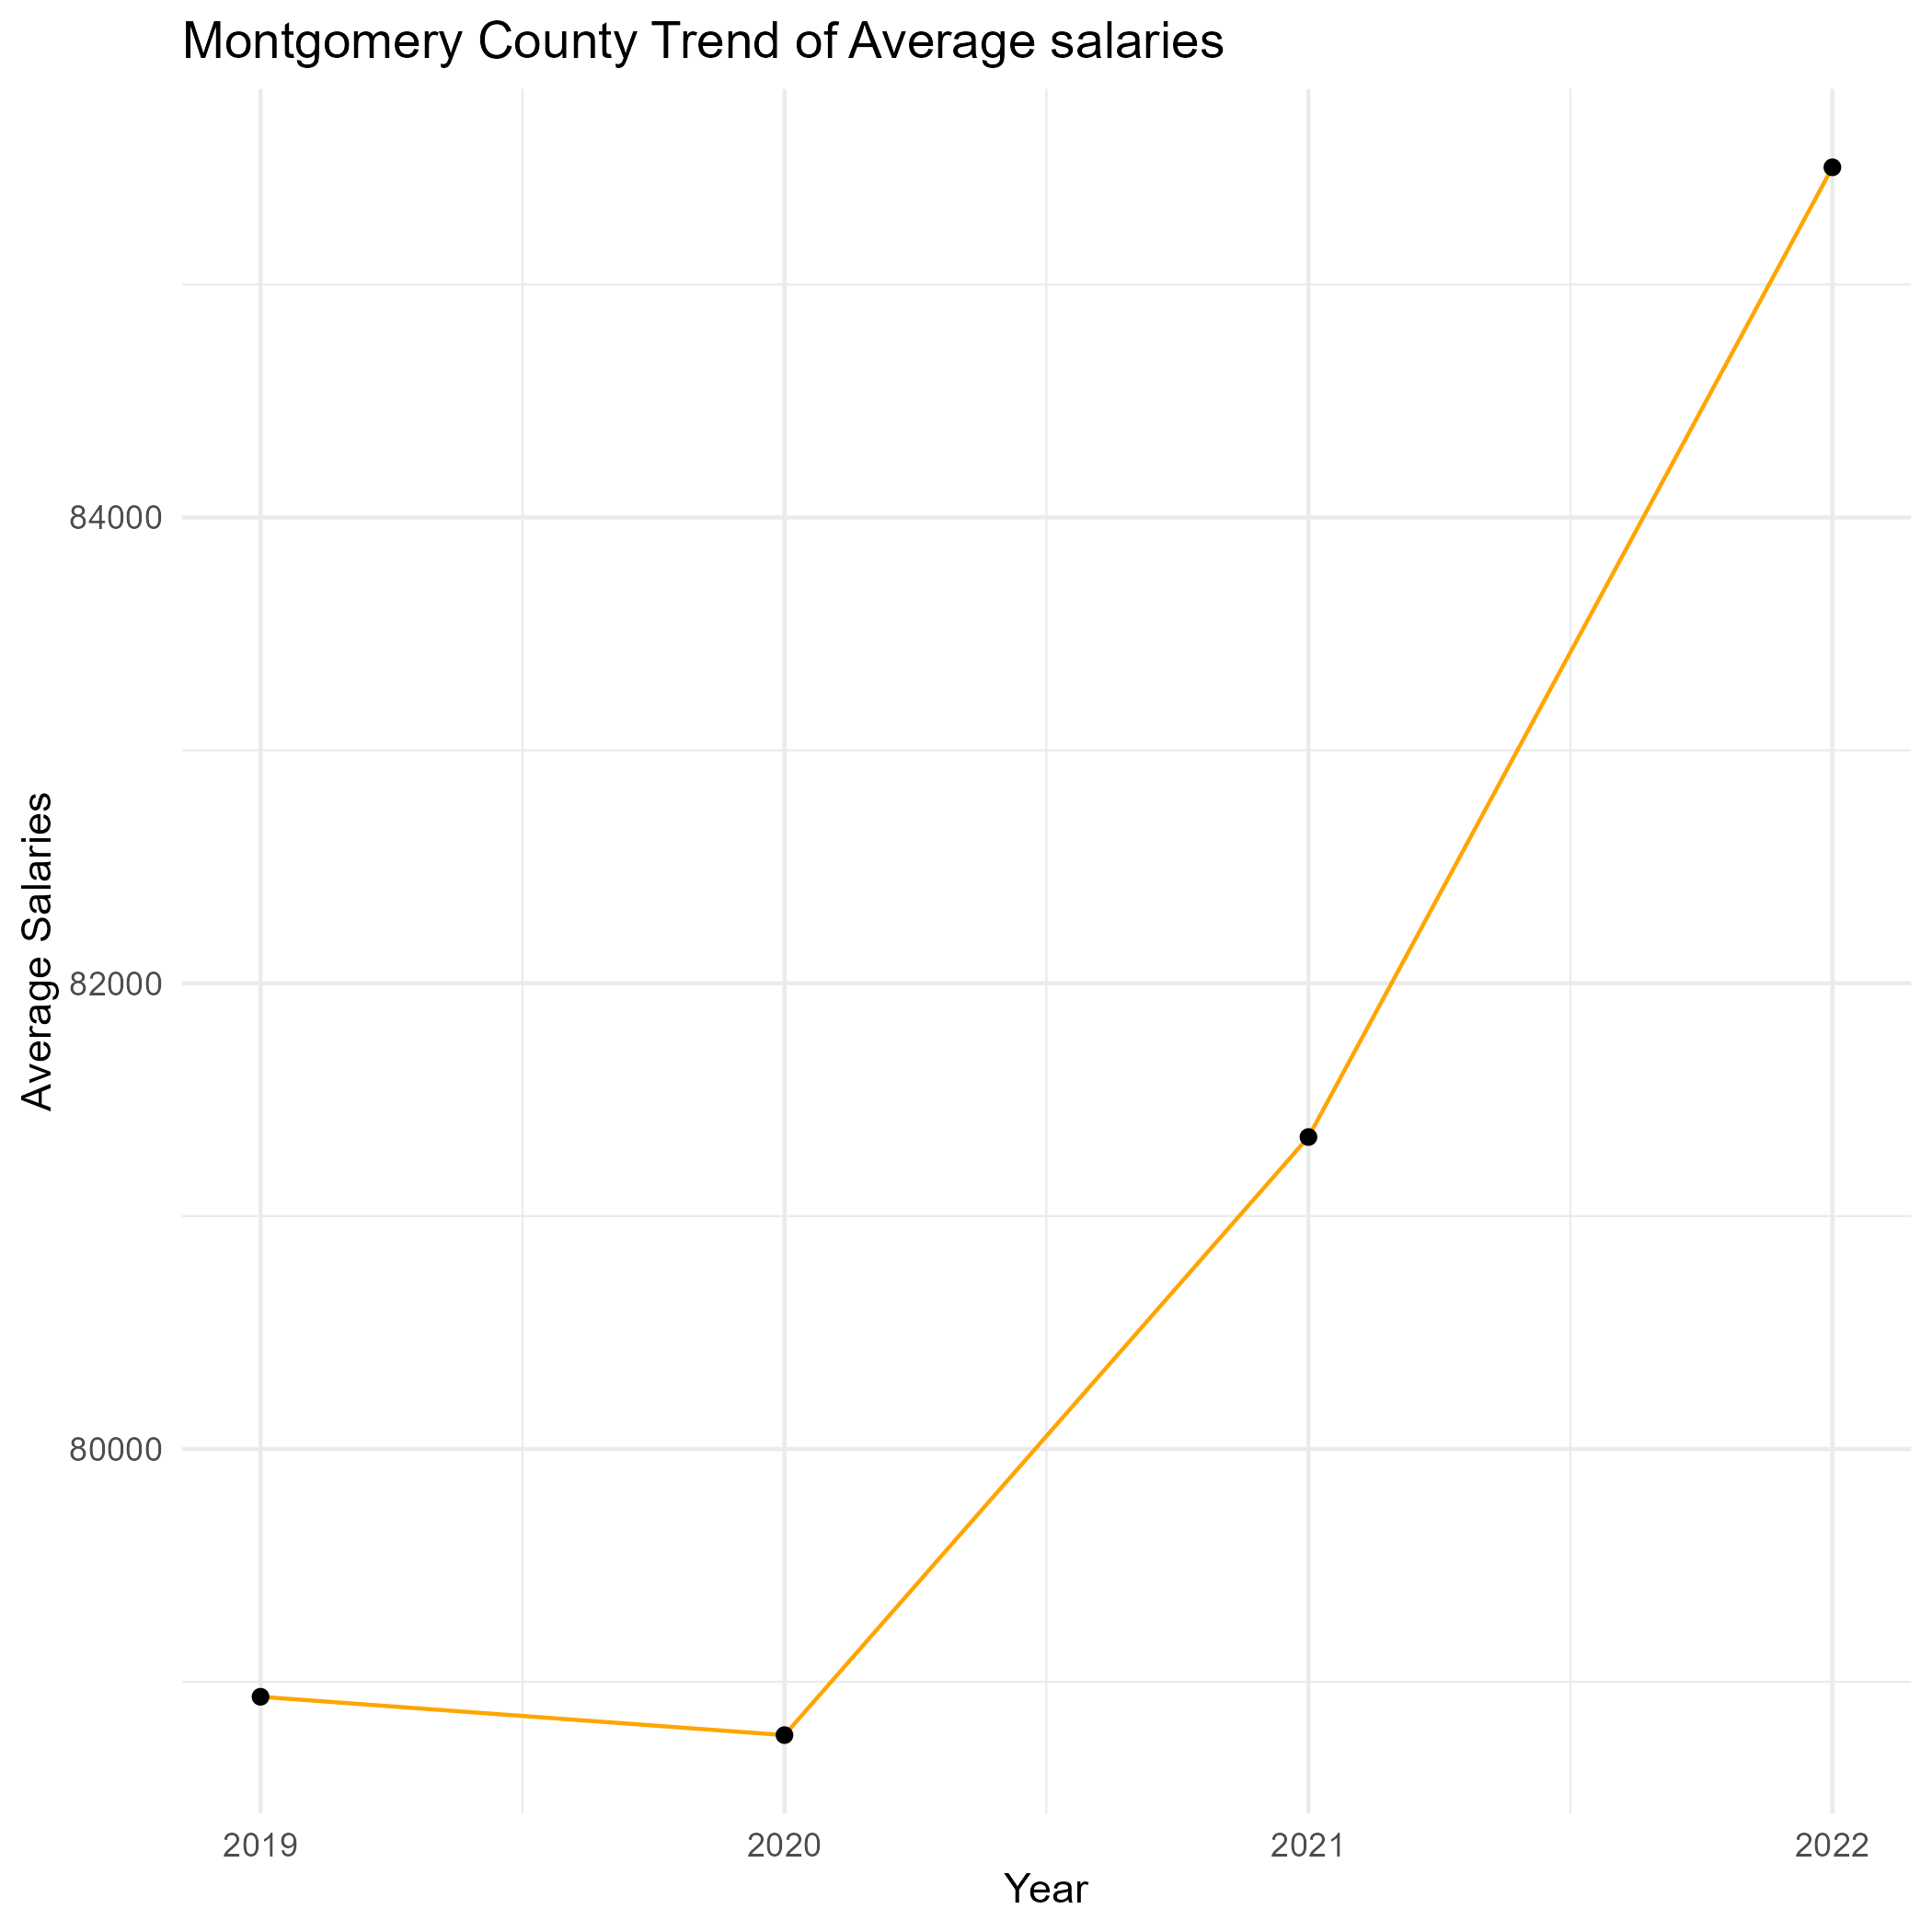 Montgomery County Trend of Average salaries
84000
82000
80000
Average Salaries
2019 2020 2021 2022
Year